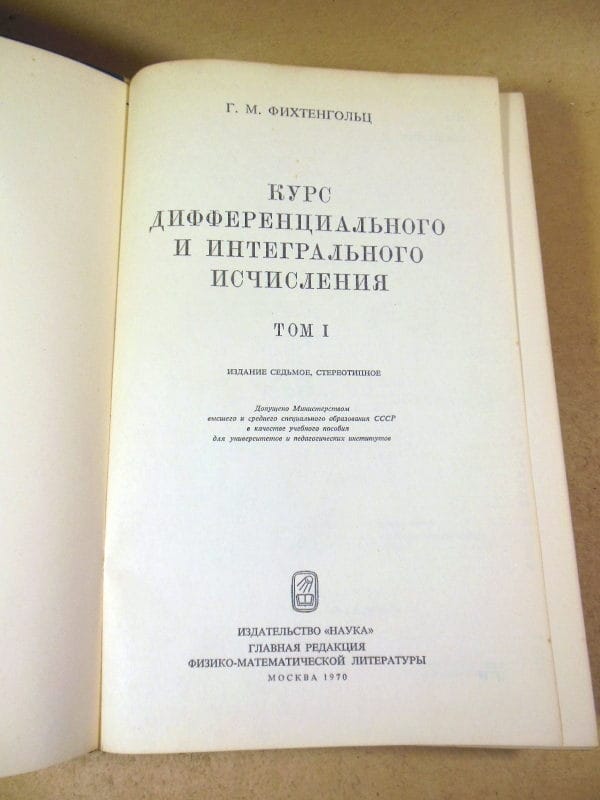 Г. М. ФИХТЕНГОЛЬЦ
КУРС
ДИФФЕРЕНЦИАЛЬНОГО
И ИНТЕГРАЛЬНОГО
ИСЧИСЛЕНИЯ
ТОМ I
ИЗДАНИЕ СЕДЬМОЕ, СТЕРЕОТИПНОЕ
Допущено Министерством
высшего и среднего специального образования СССР
в качестве учебного пособия
для университетов и педагогических институтов
ИЗДАТЕЛЬСТВО «НАУКА»
ГЛАВНАЯ РЕДАКЦИЯ
ФИЗИКО-МАТЕМАТИЧЕСКОЙ ЛИТЕРАТУРЫ
МОСКВА 1970